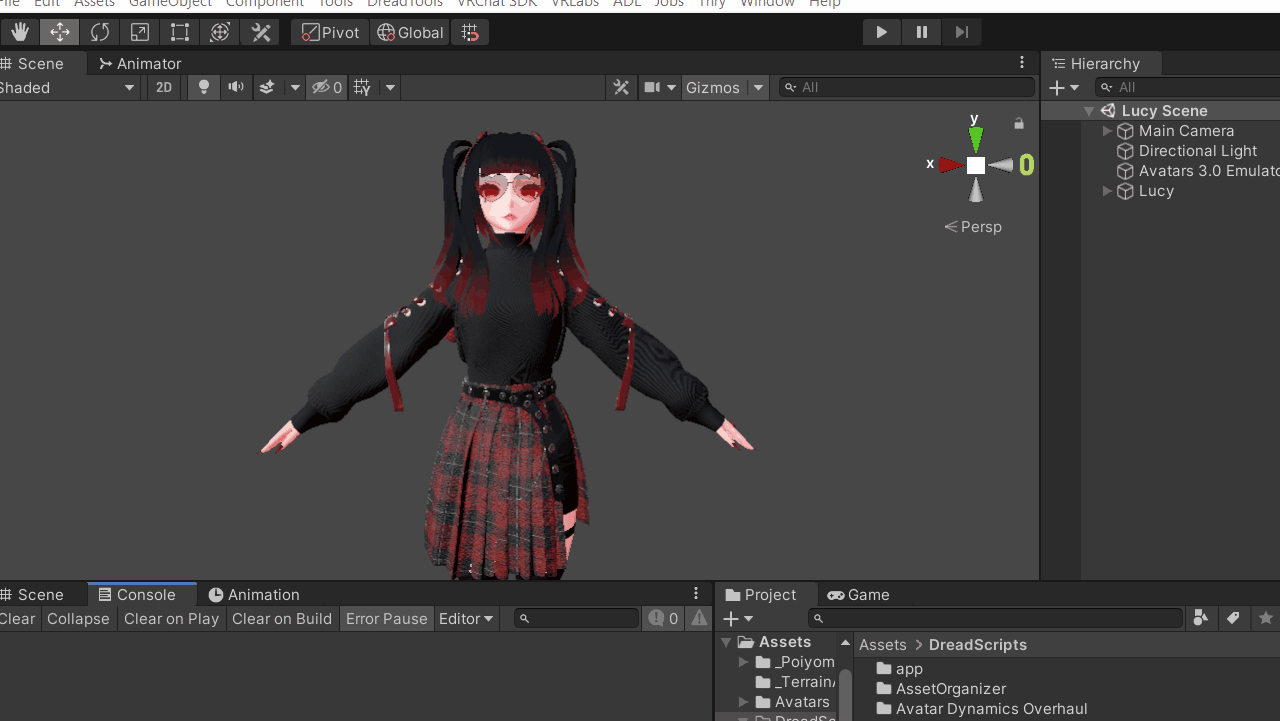 File Edit Assets GameObject Component Tools DreadTools VRChat SDK VRLabs ADL Jobs Thry Window Help
Pivot Global
Scene Animator Hierarchy
Shaded 2D 0 Gizmos All All
Lucy Scene
y Main Camera
x 0 Directional Light
Avatars 3.0 Emulato
Lucy
Persp
Scene Console Animation Project Game
Clear Collapse Clear on Play Clear on Build Error Pause Editor 0
Assets Assets > DreadScripts
_Poiyom app
_Terrain AssetOrganizer
Avatars Avatar Dynamics Overhaul
DreadSc